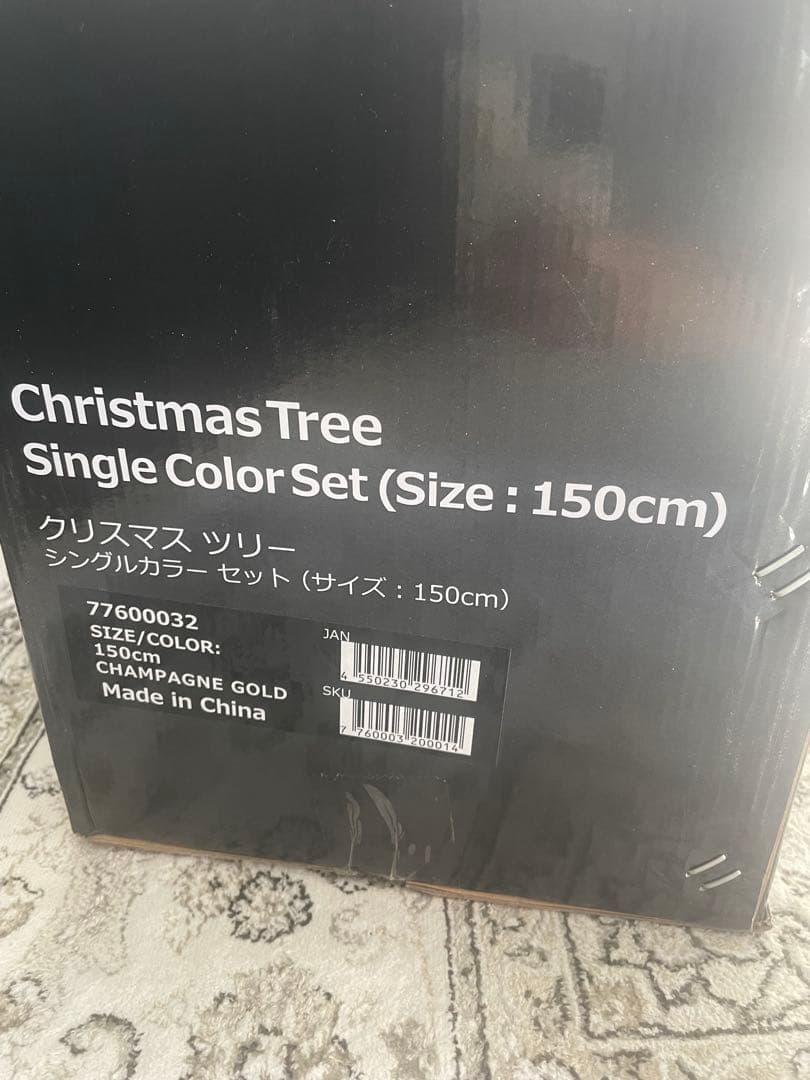 Christmas Tree
Single Color Set (Size : 150cm)
クリスマス ツリー
シングルカラー セット（サイズ：150cm）
77600032
SIZE/COLOR:
150cm
CHAMPAGNE GOLD
Made in China
JAN
4 550230 296712
SKU
7 760003 200014